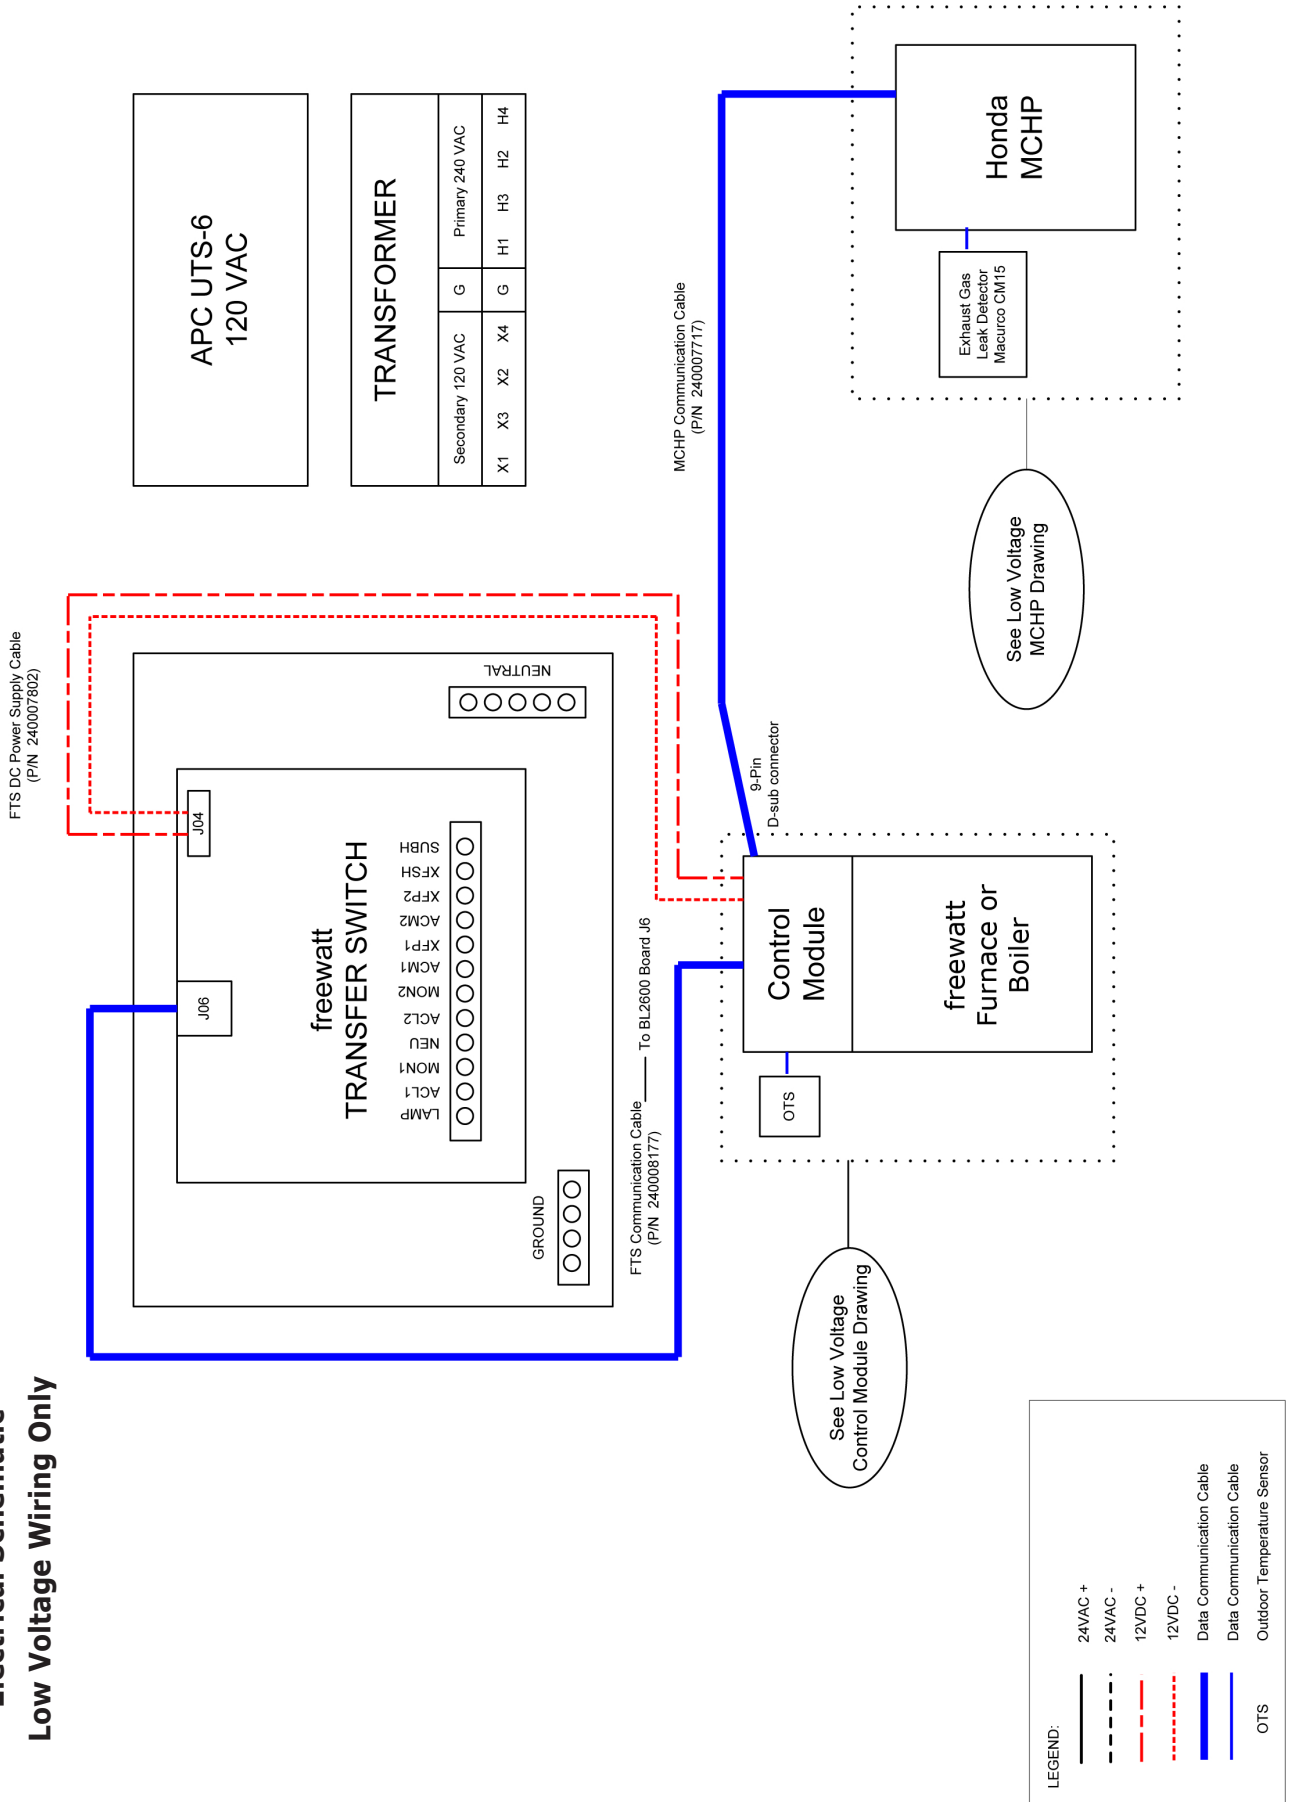 Electrical Schematic
Low Voltage Wiring Only
FTS DC Power Supply Cable
(P/N 240007802)
APC UTS-6
120 VAC
TRANSFORMER
Secondary 120 VAC
G
Primary 240 VAC
X1
X3
X2
X4
G
H1
H3
H2
H4
J06
J04
freewatt
TRANSFER SWITCH
LAMP
ACL1
MON1
NEU
ACL2
MON2
ACM1
XFP1
ACM2
XFP2
XFSH
SUBH
NEUTRAL
GROUND
FTS Communication Cable
(P/N 240008177)
To BL2600 Board J6
MCHP Communication Cable
(P/N 240007717)
9-Pin
D-sub connector
OTS
Control
Module
freewatt
Furnace or
Boiler
See Low Voltage
Control Module Drawing
Honda
MCHP
Exhaust Gas
Leak Detector
Macurco CM15
See Low Voltage
MCHP Drawing
LEGEND:
24VAC +
24VAC -
12VDC +
12VDC -
Data Communication Cable
Data Communication Cable
OTS Outdoor Temperature Sensor